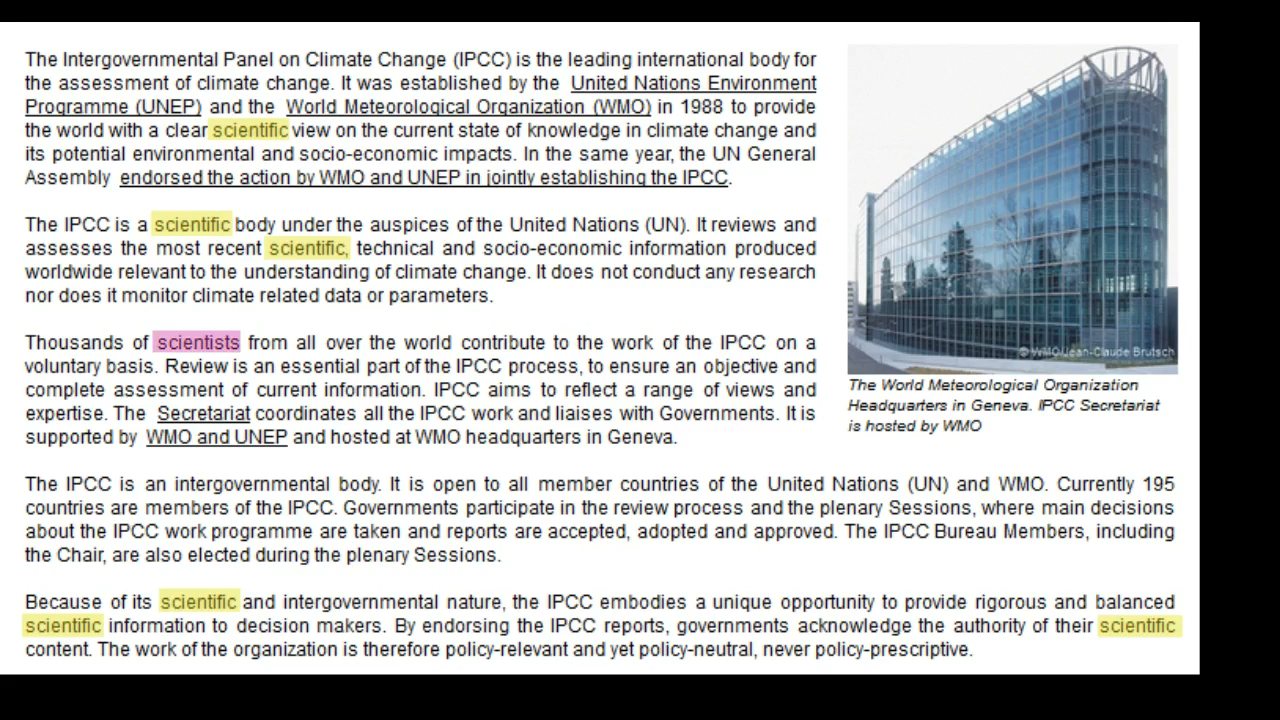 The Intergovernmental Panel on Climate Change (IPCC) is the leading international body for
the assessment of climate change. It was established by the United Nations Environment
Programme (UNEP) and the World Meteorological Organization (WMO) in 1988 to provide
the world with a clear scientific view on the current state of knowledge in climate change and
its potential environmental and socio-economic impacts. In the same year, the UN General
Assembly endorsed the action by WMO and UNEP in jointly establishing the IPCC.
The IPCC is a scientific body under the auspices of the United Nations (UN). It reviews and
assesses the most recent scientific, technical and socio-economic information produced
worldwide relevant to the understanding of climate change. It does not conduct any research
nor does it monitor climate related data or parameters.
Thousands of scientists from all over the world contribute to the work of the IPCC on a
voluntary basis. Review is an essential part of the IPCC process, to ensure an objective and
complete assessment of current information. IPCC aims to reflect a range of views and
expertise. The Secretariat coordinates all the IPCC work and liaises with Governments. It is
supported by WMO and UNEP and hosted at WMO headquarters in Geneva.
© WMO/Jean-Claude Brutsch
The World Meteorological Organization
Headquarters in Geneva. IPCC Secretariat
is hosted by WMO
The IPCC is an intergovernmental body. It is open to all member countries of the United Nations (UN) and WMO. Currently 195
countries are members of the IPCC. Governments participate in the review process and the plenary Sessions, where main decisions
about the IPCC work programme are taken and reports are accepted, adopted and approved. The IPCC Bureau Members, including
the Chair, are also elected during the plenary Sessions.
Because of its scientific and intergovernmental nature, the IPCC embodies a unique opportunity to provide rigorous and balanced
scientific information to decision makers. By endorsing the IPCC reports, governments acknowledge the authority of their scientific
content. The work of the organization is therefore policy-relevant and yet policy-neutral, never policy-prescriptive.